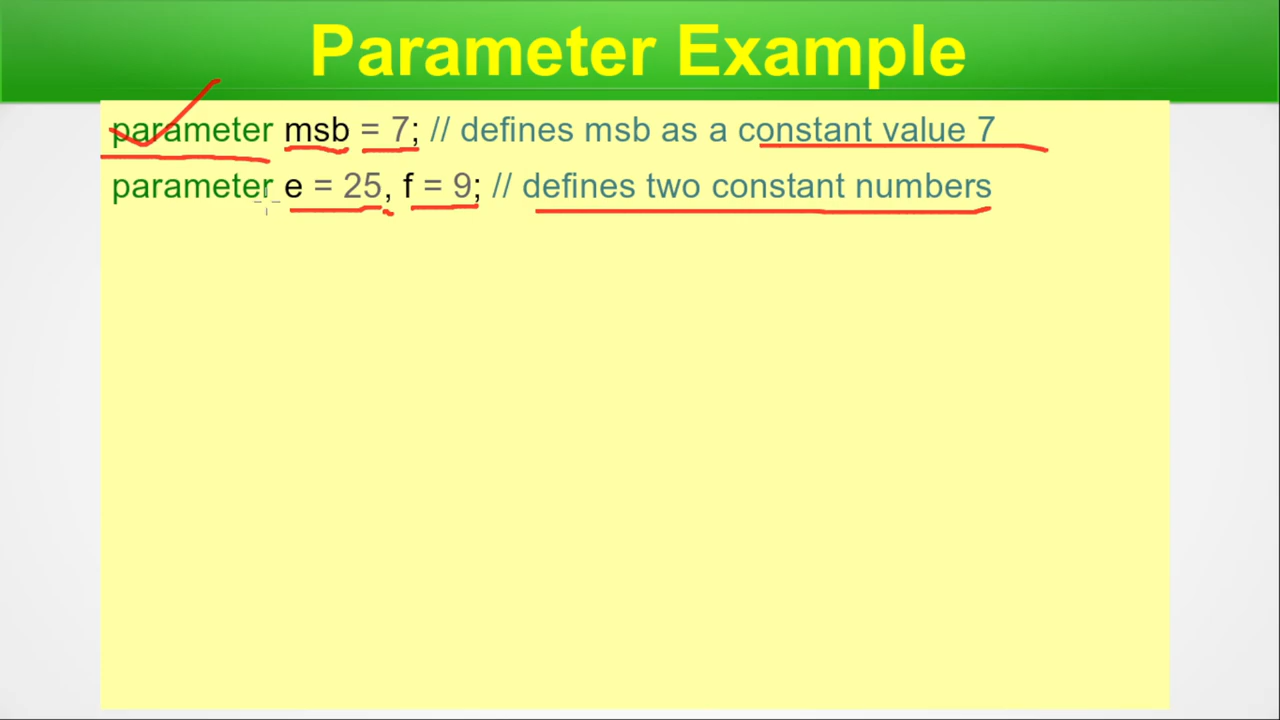 Parameter Example
parameter msb = 7; // defines msb as a constant value 7
parameter e = 25, f = 9; // defines two constant numbers